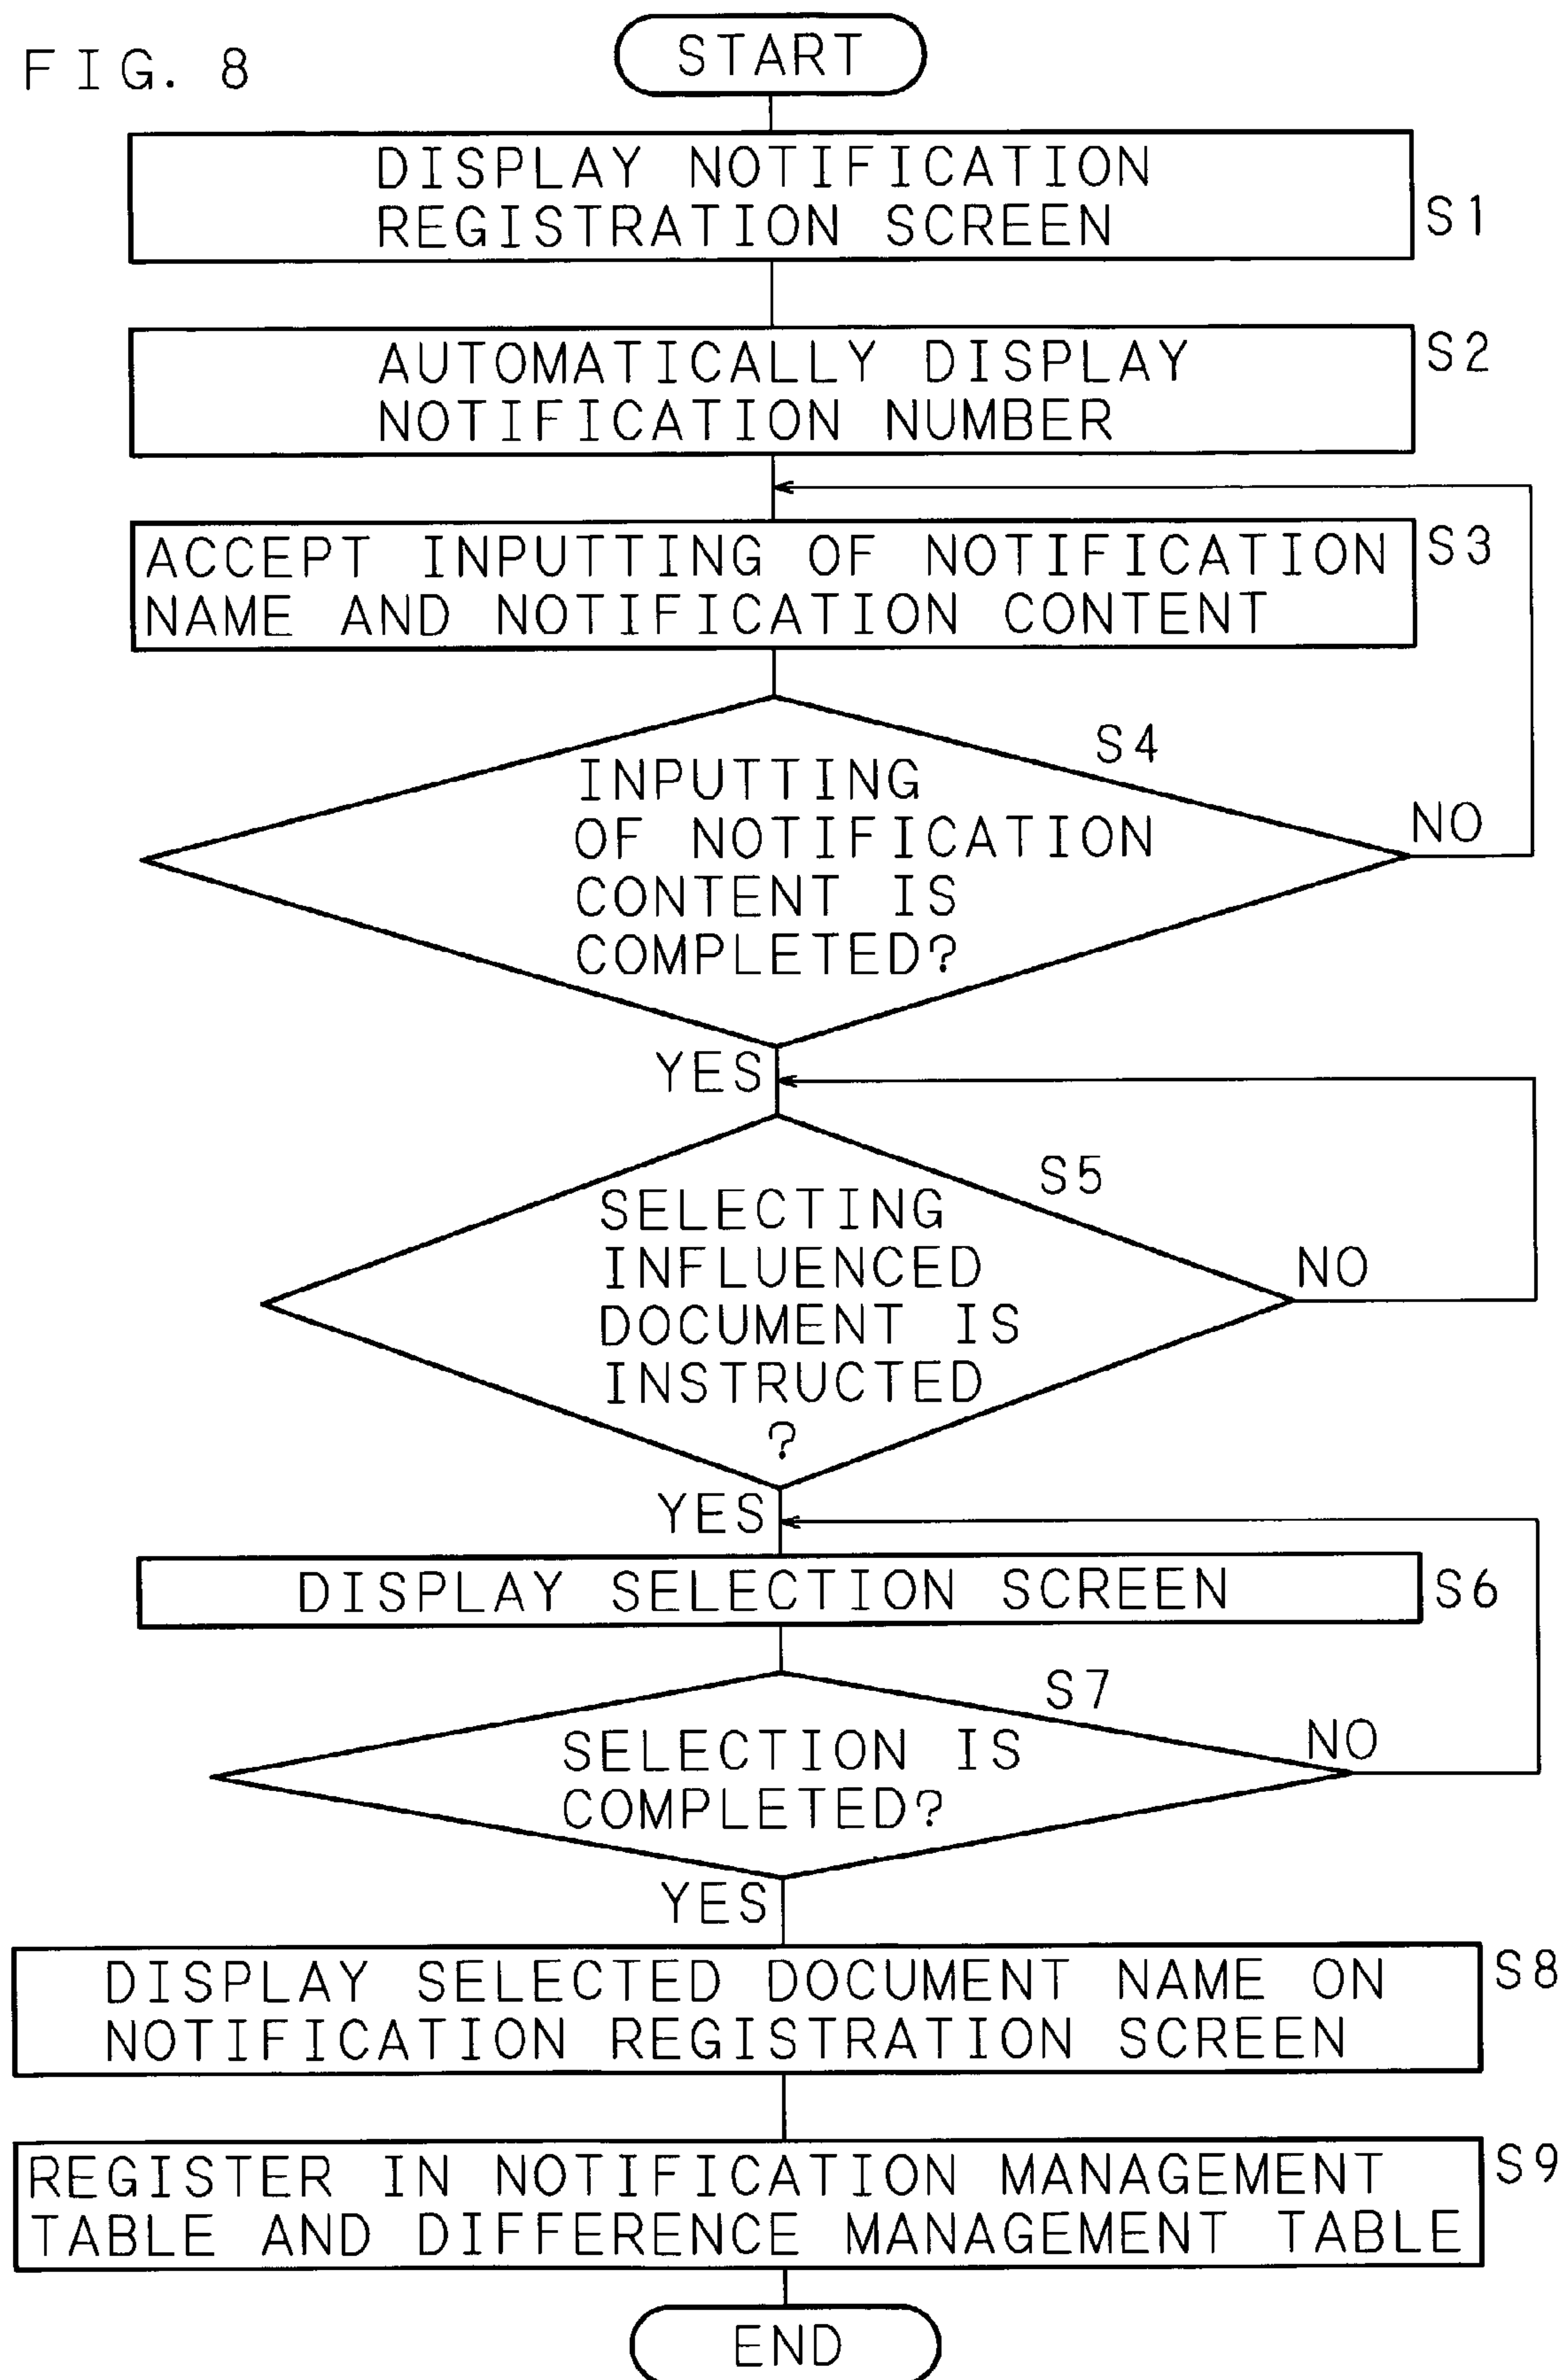 FIG. 8
START
DISPLAY NOTIFICATION
REGISTRATION SCREEN
S1
AUTOMATICALLY DISPLAY
NOTIFICATION NUMBER
S2
ACCEPT INPUTTING OF NOTIFICATION
NAME AND NOTIFICATION CONTENT
S3
S4
INPUTTING
OF NOTIFICATION
CONTENT IS
COMPLETED?
NO
YES
S5
SELECTING
INFLUENCED
DOCUMENT IS
INSTRUCTED
?
NO
YES
DISPLAY SELECTION SCREEN
S6
S7
SELECTION IS
COMPLETED?
NO
YES
DISPLAY SELECTED DOCUMENT NAME ON
NOTIFICATION REGISTRATION SCREEN
S8
REGISTER IN NOTIFICATION MANAGEMENT
TABLE AND DIFFERENCE MANAGEMENT TABLE
S9
END